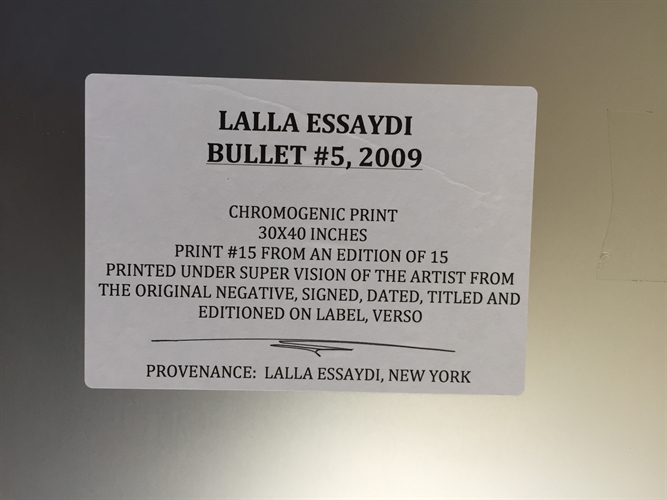 LALLA ESSAYDI
BULLET #5, 2009
CHROMOGENIC PRINT
30X40 INCHES
PRINT #15 FROM AN EDITION OF 15
PRINTED UNDER SUPER VISION OF THE ARTIST FROM
THE ORIGINAL NEGATIVE, SIGNED, DATED, TITLED AND
EDITIONED ON LABEL, VERSO
PROVENANCE: LALLA ESSAYDI, NEW YORK